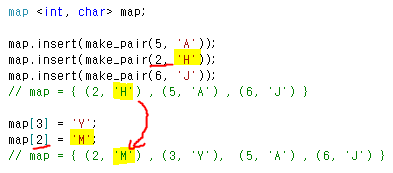 map <int, char> map;
map.insert(make_pair(5, 'A'));
map.insert(make_pair(2, 'H'));
map.insert(make_pair(6, 'J'));
// map = { (2, 'H') , (5, 'A') , (6, 'J') }
map[3] = 'Y';
map[2] = 'M';
// map = { (2, 'M') , (3, 'Y'), (5, 'A') , (6, 'J') }